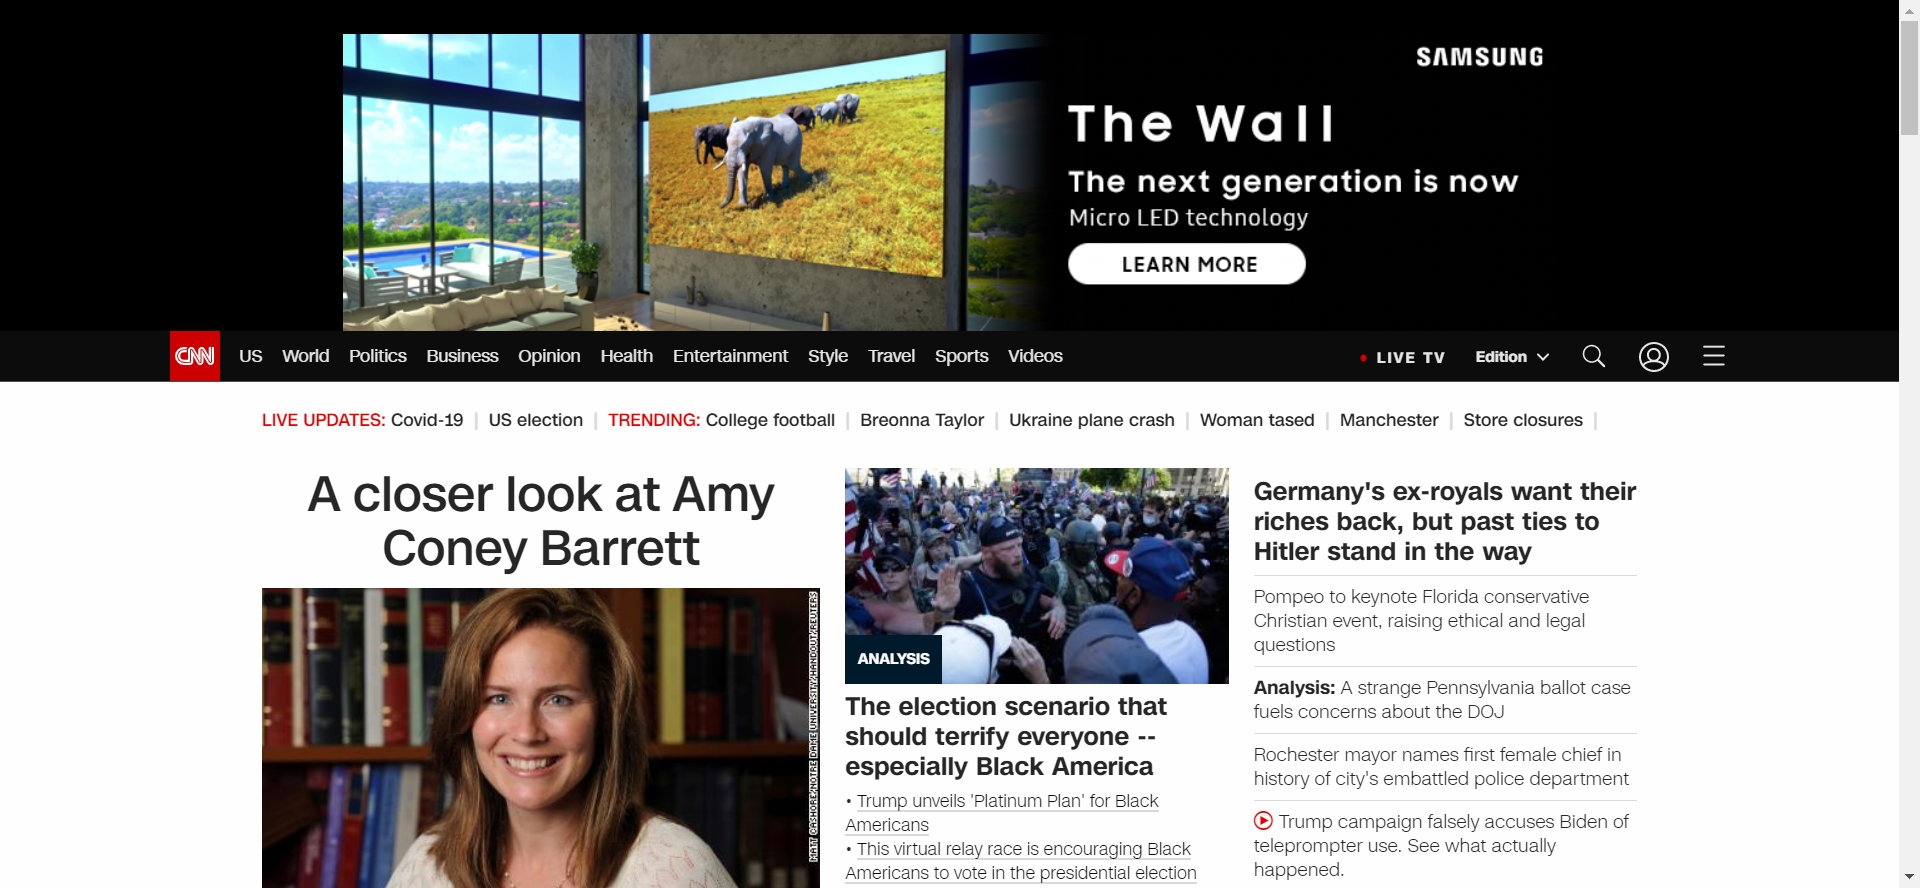 SAMSUNG
The Wall
The next generation is now
Micro LED technology
LEARN MORE
CNN
US World Politics Business Opinion Health Entertainment Style Travel Sports Videos
LIVE TV Edition
LIVE UPDATES: Covid-19 | US election | TRENDING: College football | Breonna Taylor | Ukraine plane crash | Woman tased | Manchester | Store closures |
A closer look at Amy
Coney Barrett
MATT CASHORE/NOTRE DAME UNIVERSITY/HANDOUT/REUTERS
ANALYSIS
The election scenario that
should terrify everyone --
especially Black America
• Trump unveils 'Platinum Plan' for Black
Americans
• This virtual relay race is encouraging Black
Americans to vote in the presidential election
Germany's ex-royals want their
riches back, but past ties to
Hitler stand in the way
Pompeo to keynote Florida conservative
Christian event, raising ethical and legal
questions
Analysis: A strange Pennsylvania ballot case
fuels concerns about the DOJ
Rochester mayor names first female chief in
history of city's embattled police department
Trump campaign falsely accuses Biden of
teleprompter use. See what actually
happened.